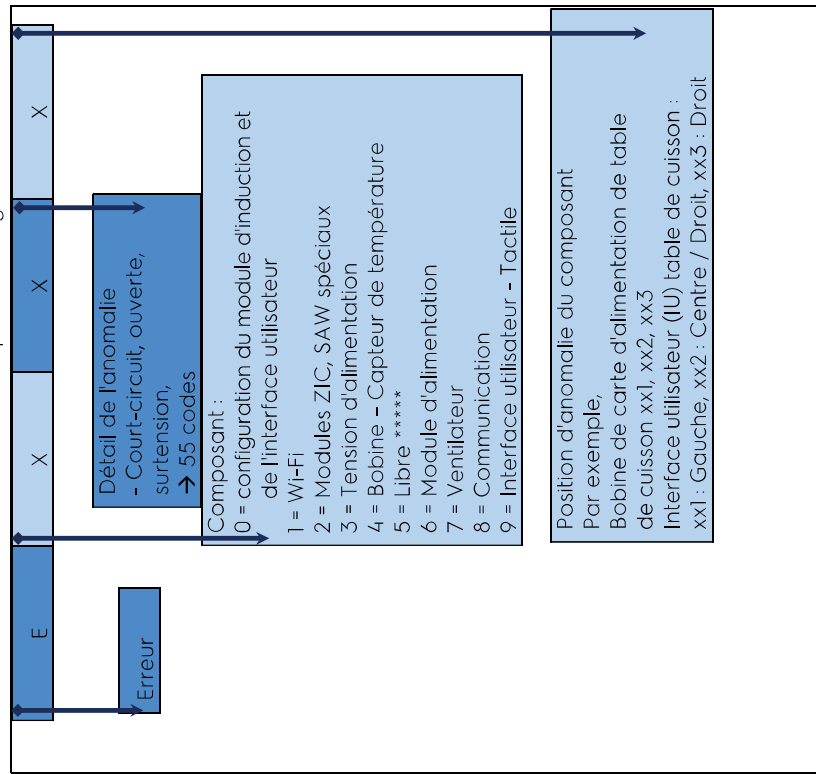 E X X X
Erreur
Détail de l'anomalie
- Court-circuit, ouverte,
surtension,
→ 55 codes
Composant :
0 = configuration du module d'induction et
de l'interface utilisateur
1 = Wi-Fi
2 = Modules ZIC, SAW spéciaux
3 = Tension d'alimentation
4 = Bobine – Capteur de température
5 = Libre *****
6 = Module d'alimentation
7 = Ventilateur
8 = Communication
9 = Interface utilisateur – Tactile
Position d'anomalie du composant
Par exemple,
Bobine de carte d'alimentation de table
de cuisson xx1, xx2, xx3
Interface utilisateur (IU) table de cuisson :
xx1 : Gauche, xx2 : Centre / Droit, xx3 : Droit